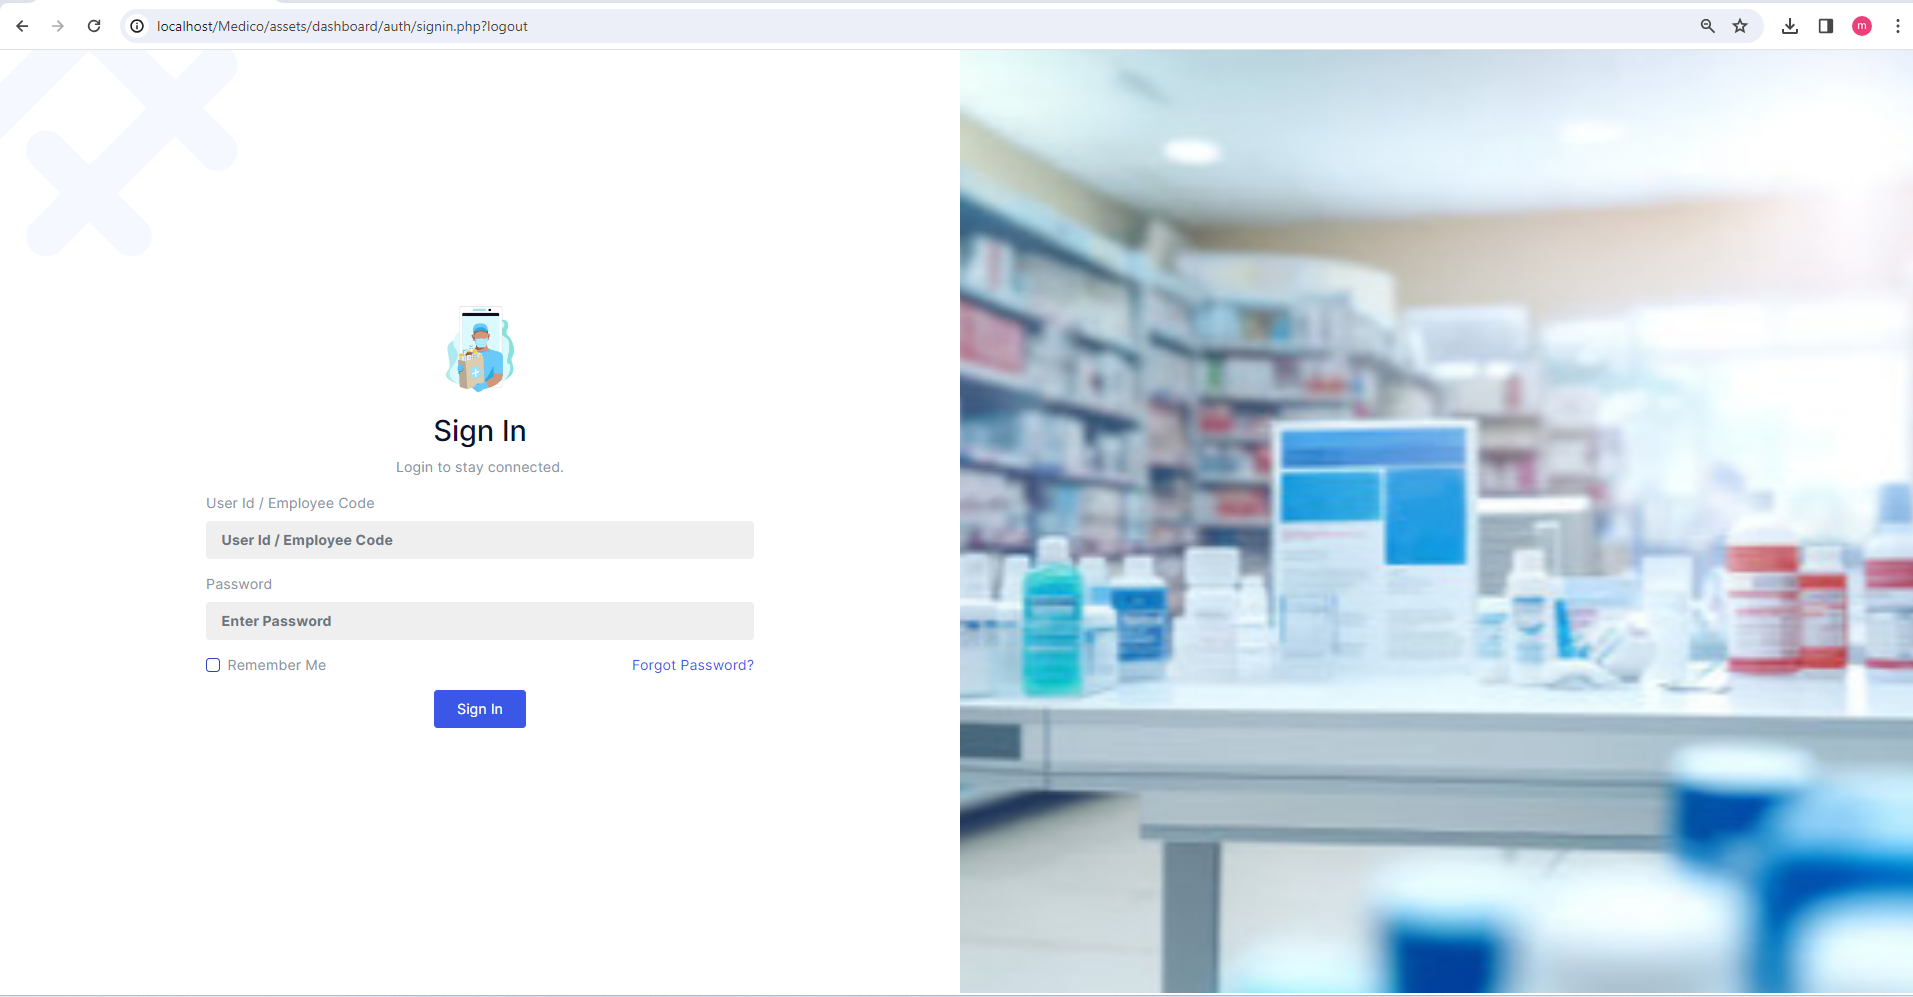 localhost/Medico/assets/dashboard/auth/signin.php?logout
m
Sign In
Login to stay connected.
User Id / Employee Code
User Id / Employee Code
Password
Enter Password
Remember Me
Forgot Password?
Sign In